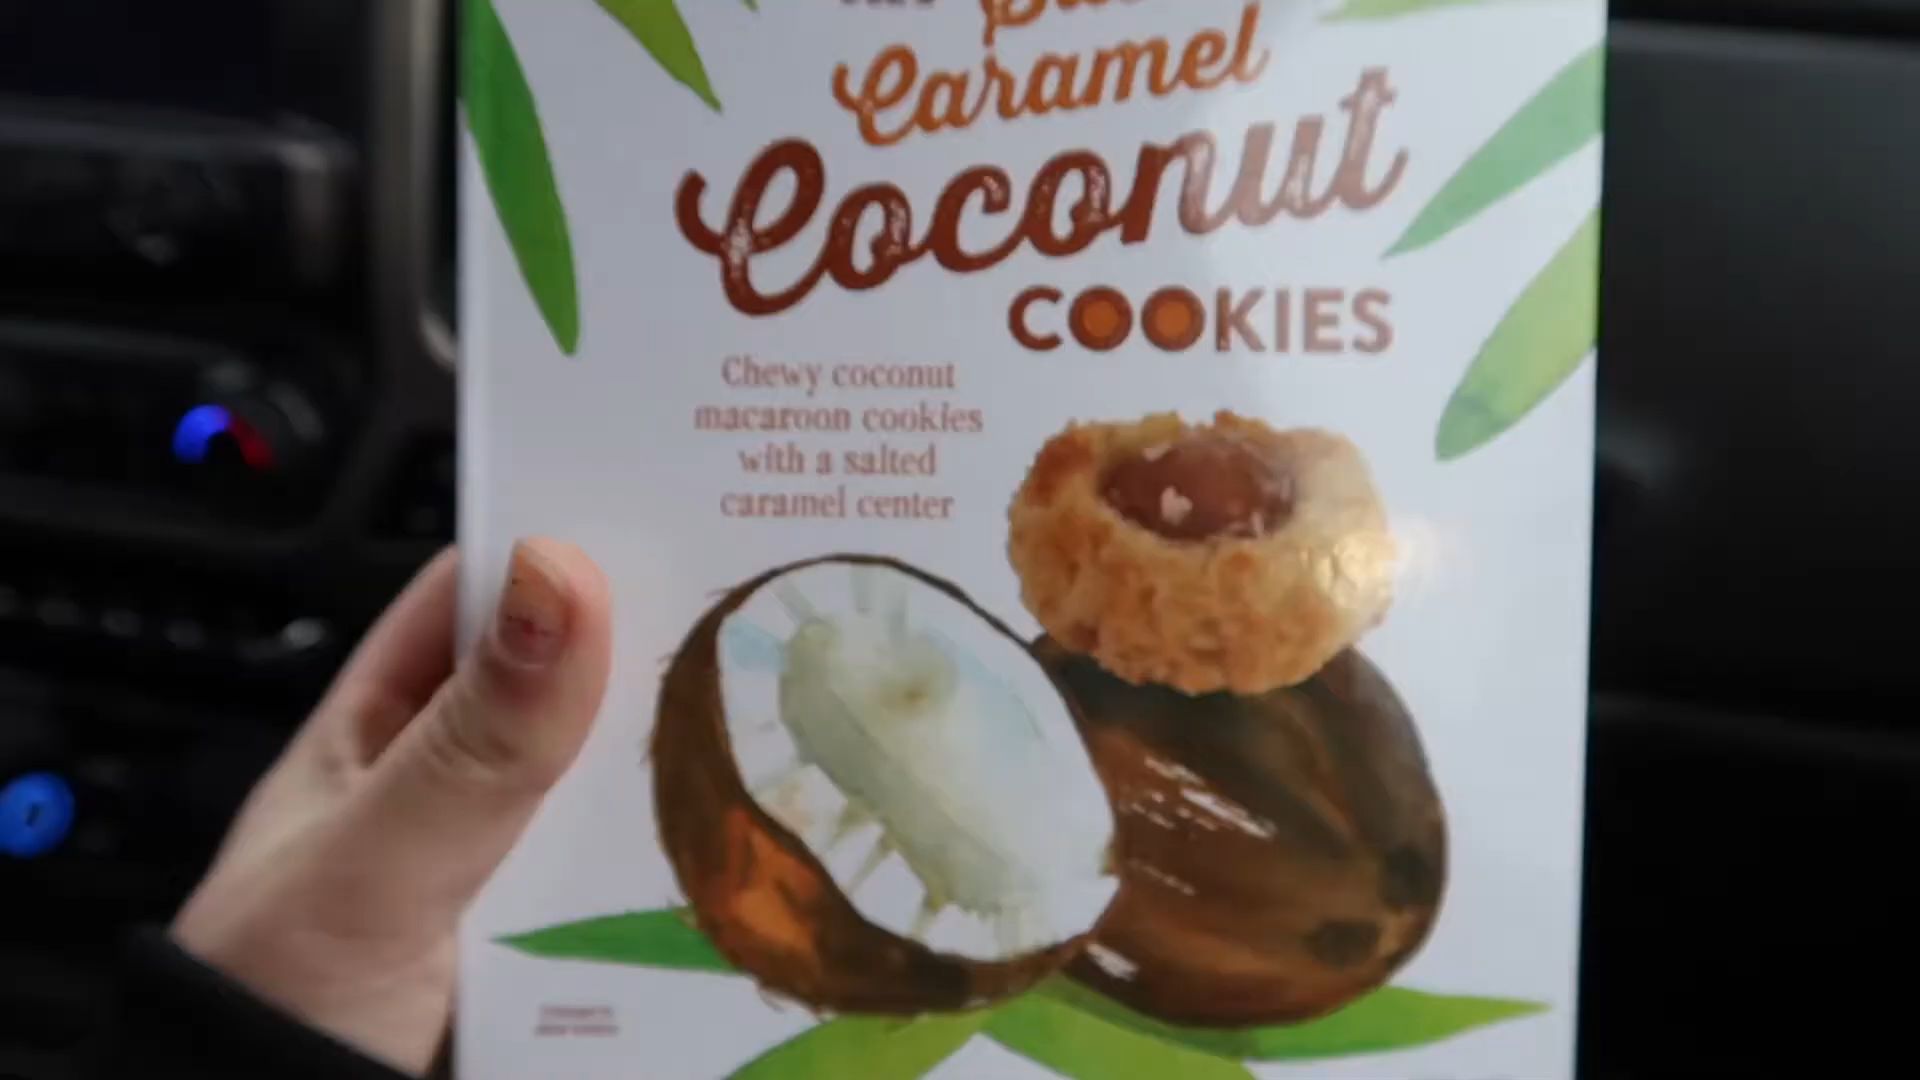 Caramel
Coconut
COOKIES
Chewy coconut
macaroon cookies
with a salted
caramel center